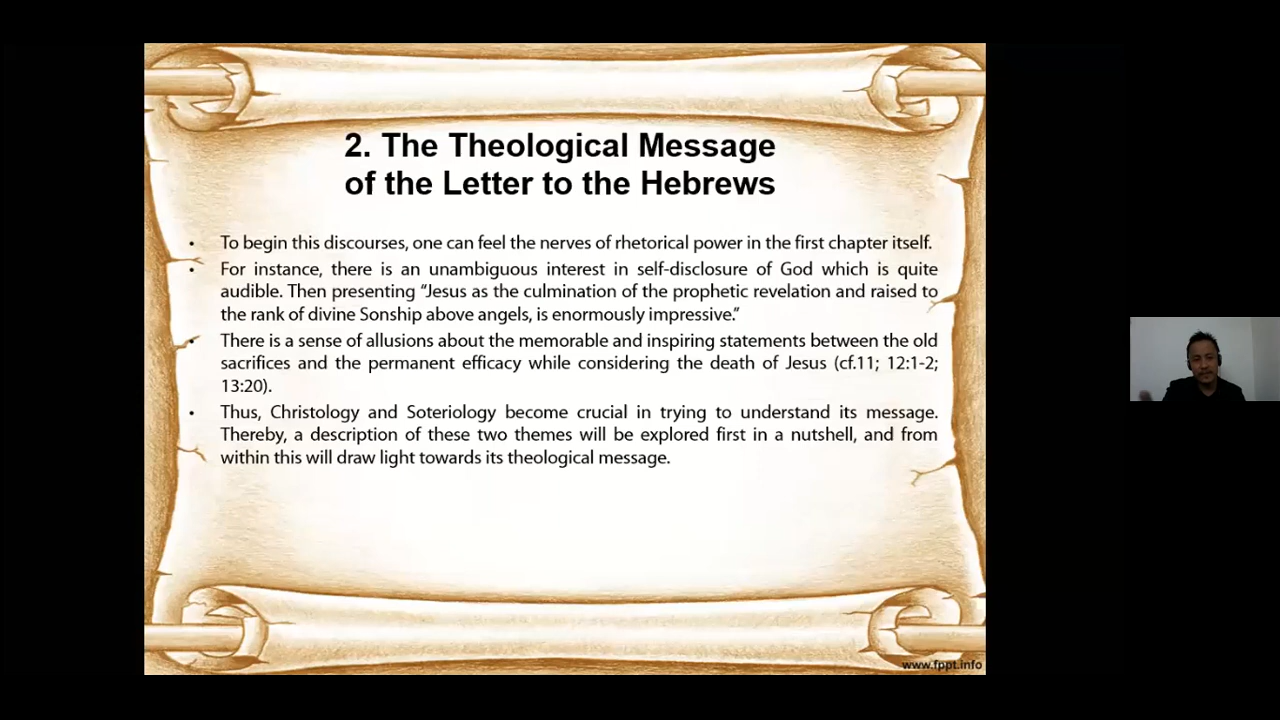 2. The Theological Message
of the Letter to the Hebrews
• To begin this discourses, one can feel the nerves of rhetorical power in the first chapter itself.
• For instance, there is an unambiguous interest in self-disclosure of God which is quite
audible. Then presenting “Jesus as the culmination of the prophetic revelation and raised to
the rank of divine Sonship above angels, is enormously impressive.”
• There is a sense of allusions about the memorable and inspiring statements between the old
sacrifices and the permanent efficacy while considering the death of Jesus (cf.11; 12:1-2;
13:20).
• Thus, Christology and Soteriology become crucial in trying to understand its message.
Thereby, a description of these two themes will be explored first in a nutshell, and from
within this will draw light towards its theological message.
www.fppt.info